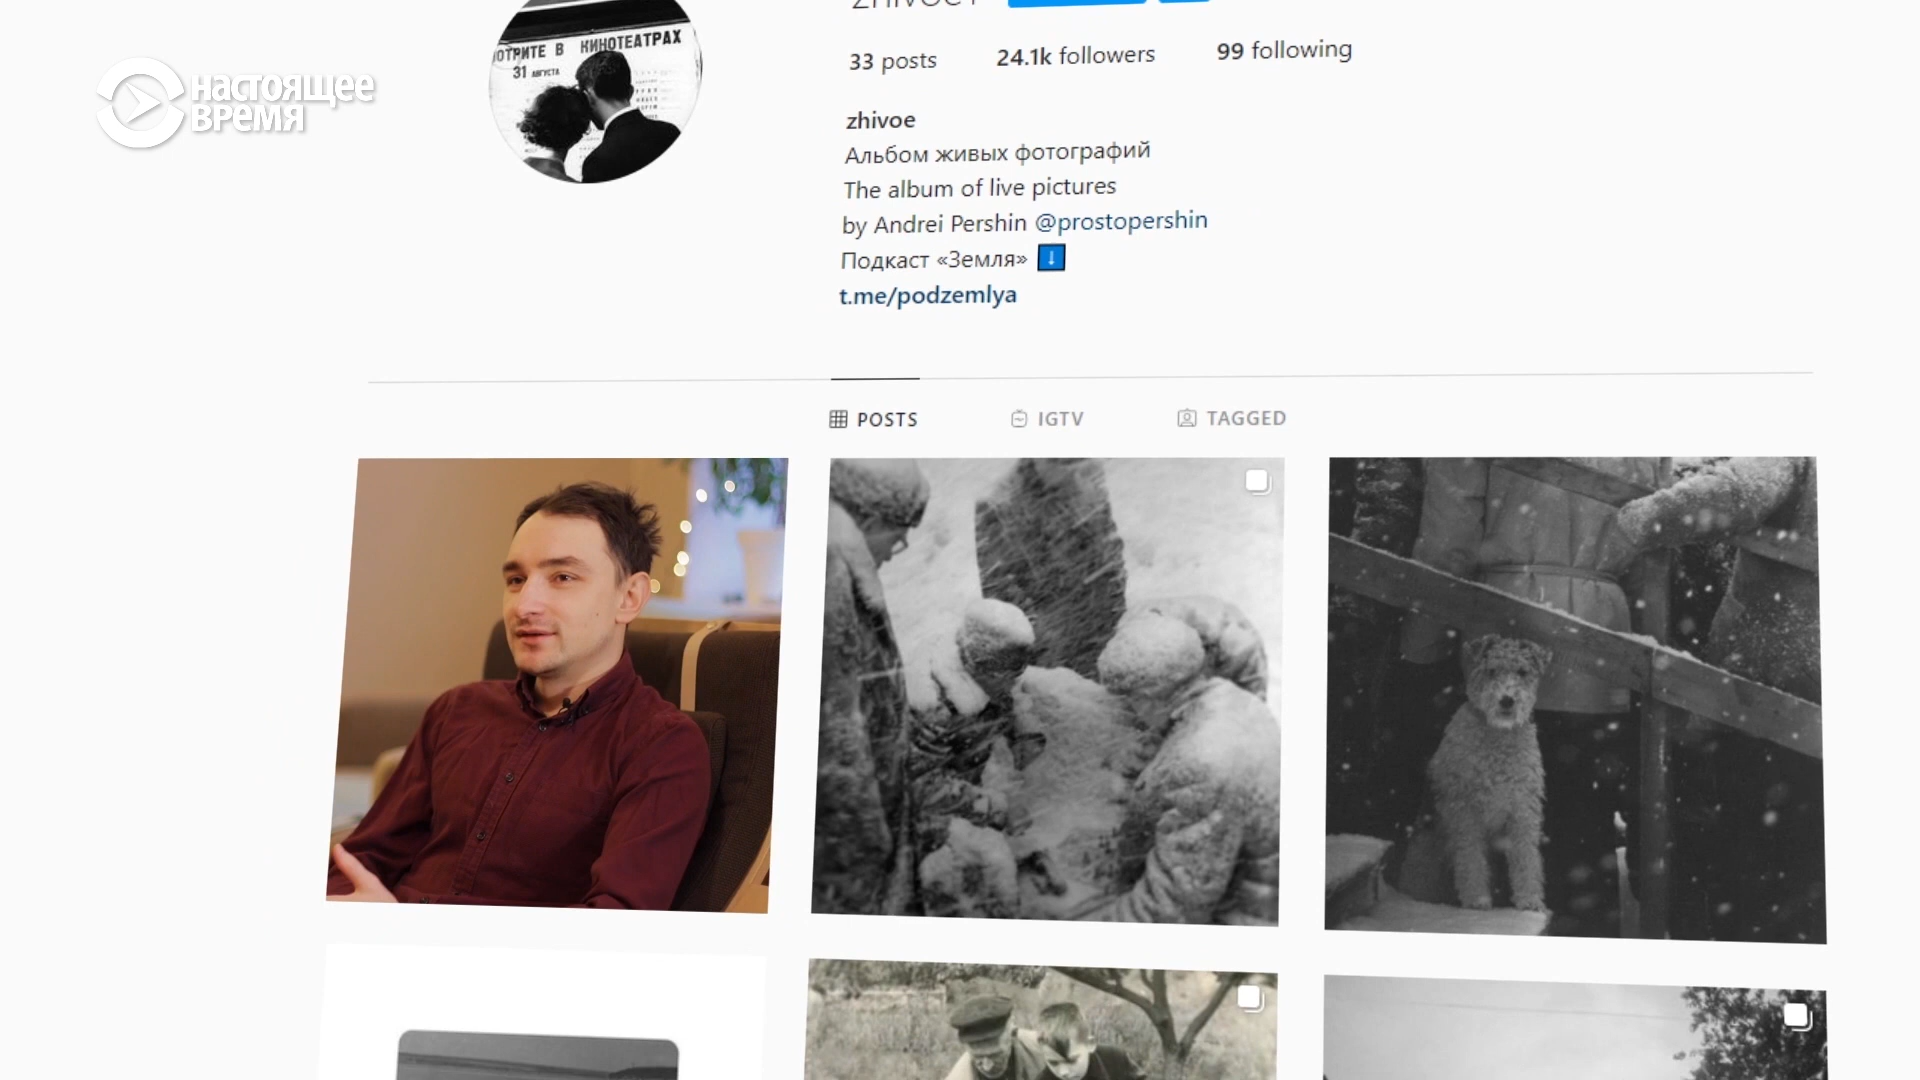 настоящее
время
ОТРИТЕ В КИНОТЕАТРАХ
31 АВГУСТА
33 posts 24.1k followers 99 following
zhivoe
Альбом живых фотографий
The album of live pictures
by Andrei Pershin @prostopershin
Подкаст «Земля» ⬇️
t.me/podzemlya
POSTS IGTV TAGGED